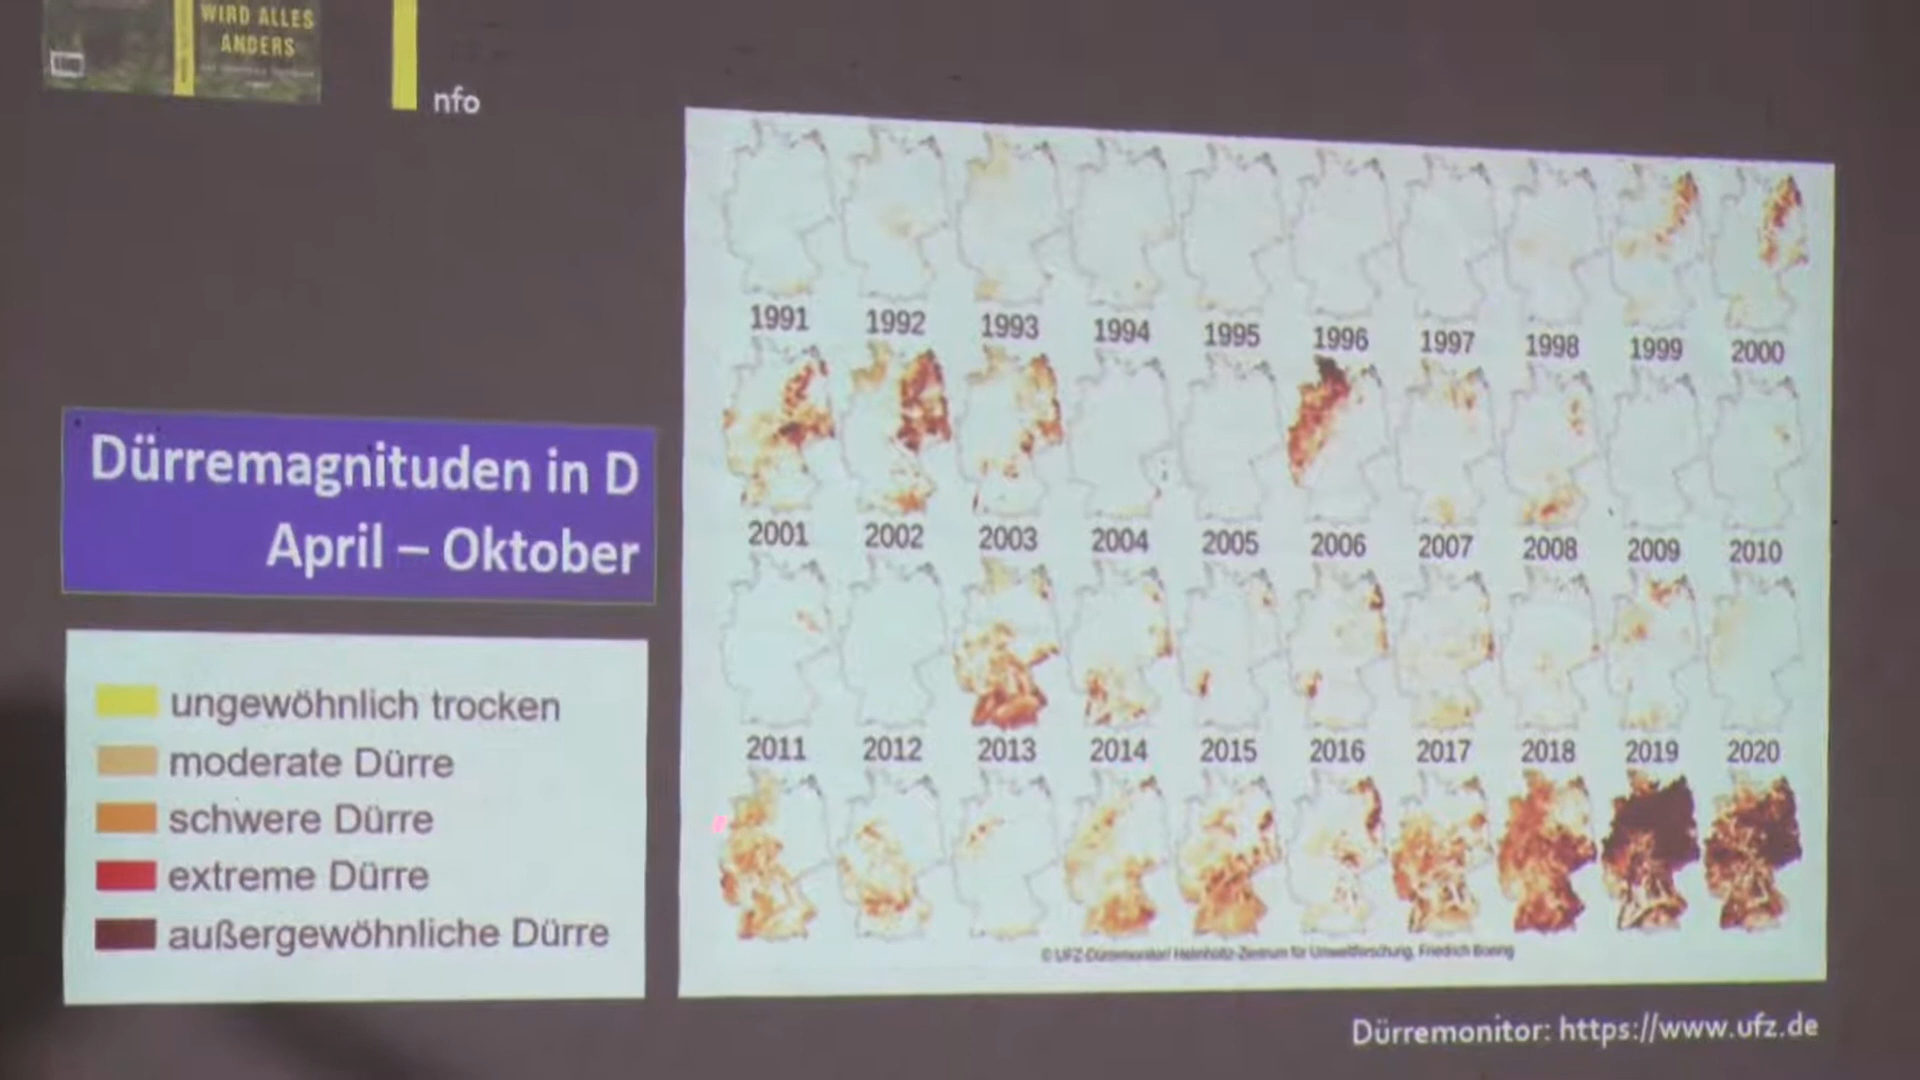 WIRD ALLES
ANDERS
nfo
Dürremagnituden in D
April – Oktober
ungewöhnlich trocken
moderate Dürre
schwere Dürre
extreme Dürre
außergewöhnliche Dürre
1991 1992 1993 1994 1995 1996 1997 1998 1999 2000
2001 2002 2003 2004 2005 2006 2007 2008 2009 2010
2011 2012 2013 2014 2015 2016 2017 2018 2019 2020
© UFZ-Dürremonitor/ Helmholtz-Zentrum für Umweltforschung, Friedrich Boeing
Dürremonitor: https://www.ufz.de